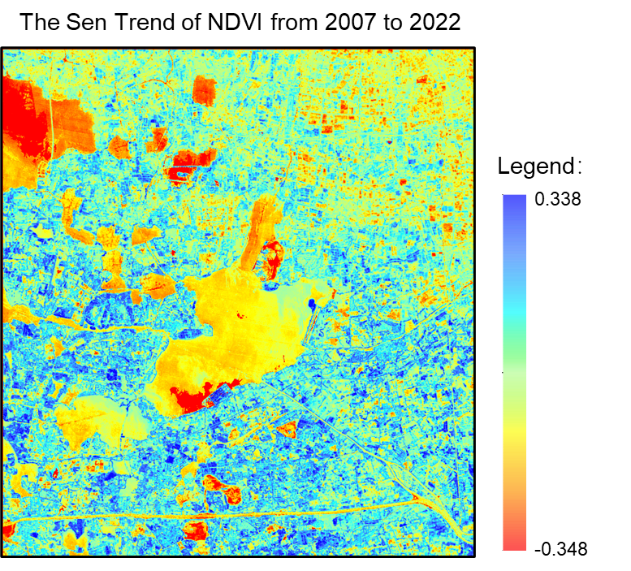 The Sen Trend of NDVI from 2007 to 2022
Legend:
0.338
-0.348